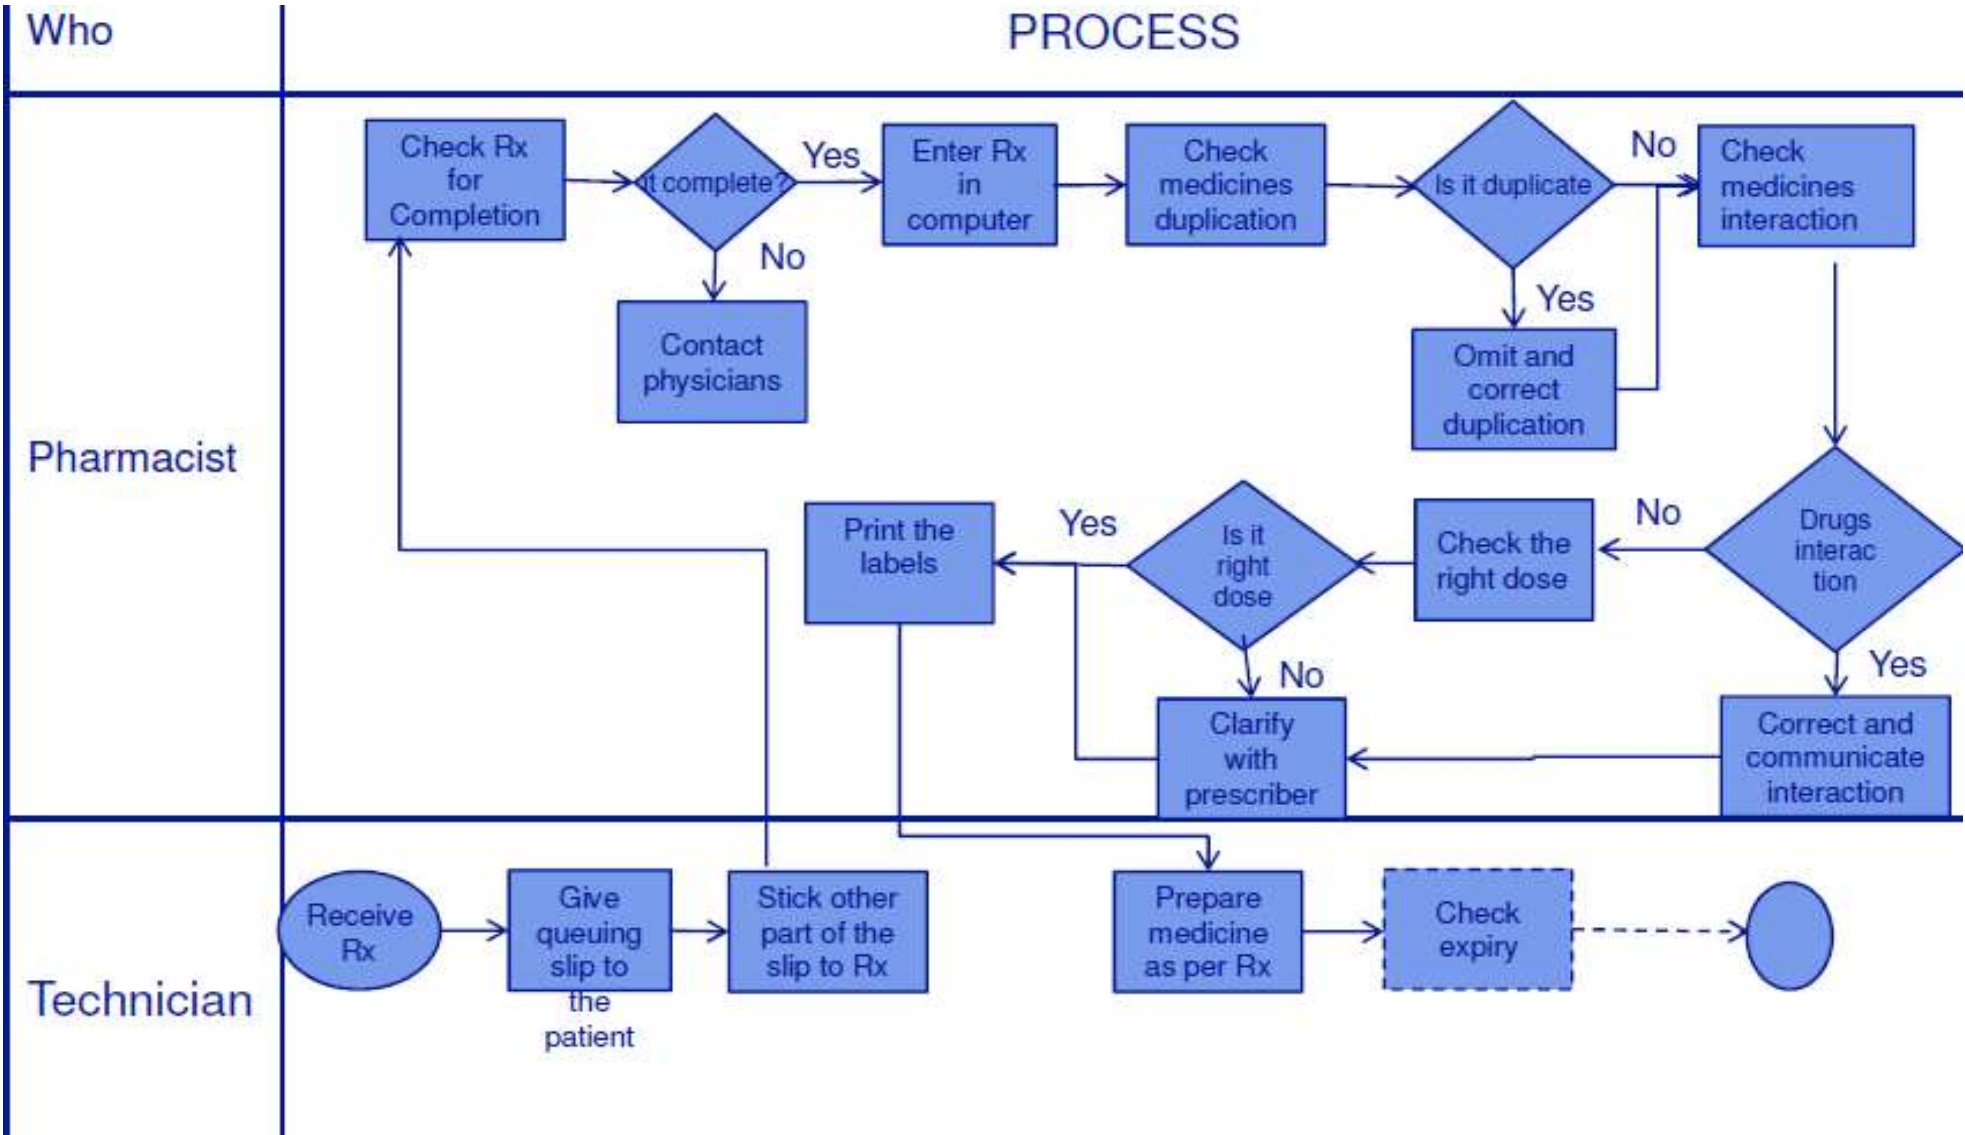 Who
PROCESS
Pharmacist
Check Rx
for
Completion
it complete?
Yes
No
Contact
physicians
Enter Rx
in
computer
Check
medicines
duplication
Is it duplicate
No
Yes
Omit and
correct
duplication
Check
medicines
interaction
Drugs
interac
tion
No
Yes
Correct and
communicate
interaction
Check the
right dose
Is it
right
dose
Yes
No
Clarify
with
prescriber
Print the
labels
Technician
Receive
Rx
Give
queuing
slip to
the
patient
Stick other
part of the
slip to Rx
Prepare
medicine
as per Rx
Check
expiry